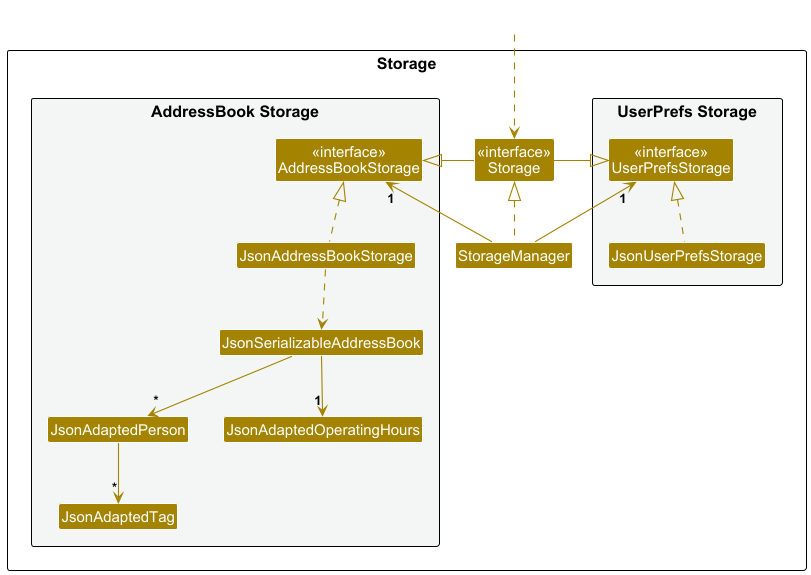 Storage
AddressBook Storage
UserPrefs Storage
«interface»
AddressBookStorage
«interface»
Storage
«interface»
UserPrefsStorage
1
1
JsonAddressBookStorage
StorageManager
JsonUserPrefsStorage
JsonSerializableAddressBook
*
1
JsonAdaptedPerson
JsonAdaptedOperatingHours
*
JsonAdaptedTag